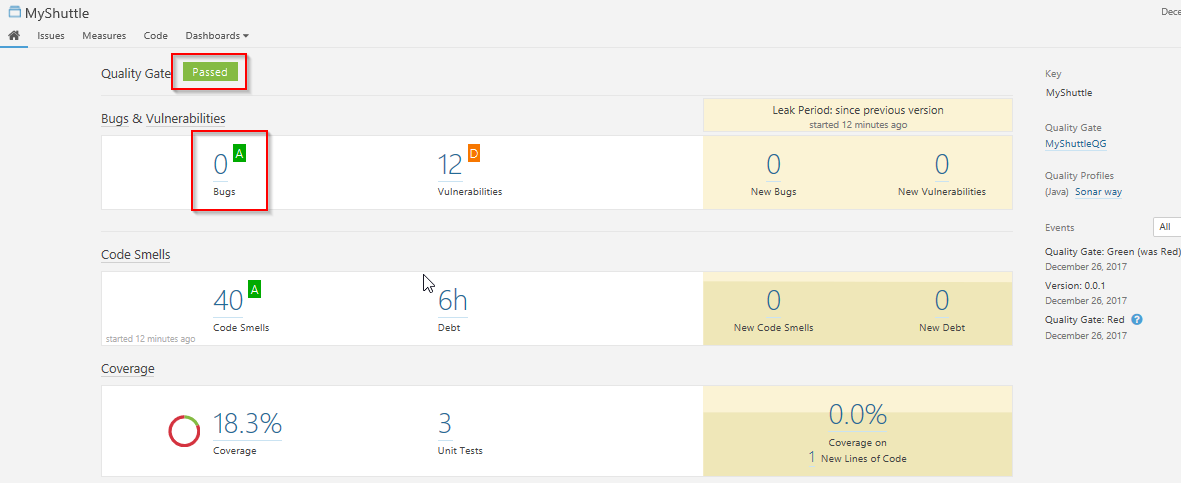 MyShuttle
Dece
Issues Measures Code Dashboards
Quality Gate Passed
Bugs & Vulnerabilities
Leak Period: since previous version
started 12 minutes ago
0 A
Bugs
12 D
Vulnerabilities
0
New Bugs
0
New Vulnerabilities
Code Smells
40 A
Code Smells
started 12 minutes ago
6h
Debt
0
New Code Smells
0
New Debt
Coverage
18.3%
Coverage
3
Unit Tests
0.0%
Coverage on
1 New Lines of Code
Key
MyShuttle
Quality Gate
MyShuttleQG
Quality Profiles
(Java) Sonar way
Events All
Quality Gate: Green (was Red)
December 26, 2017
Version: 0.0.1
December 26, 2017
Quality Gate: Red ?
December 26, 2017